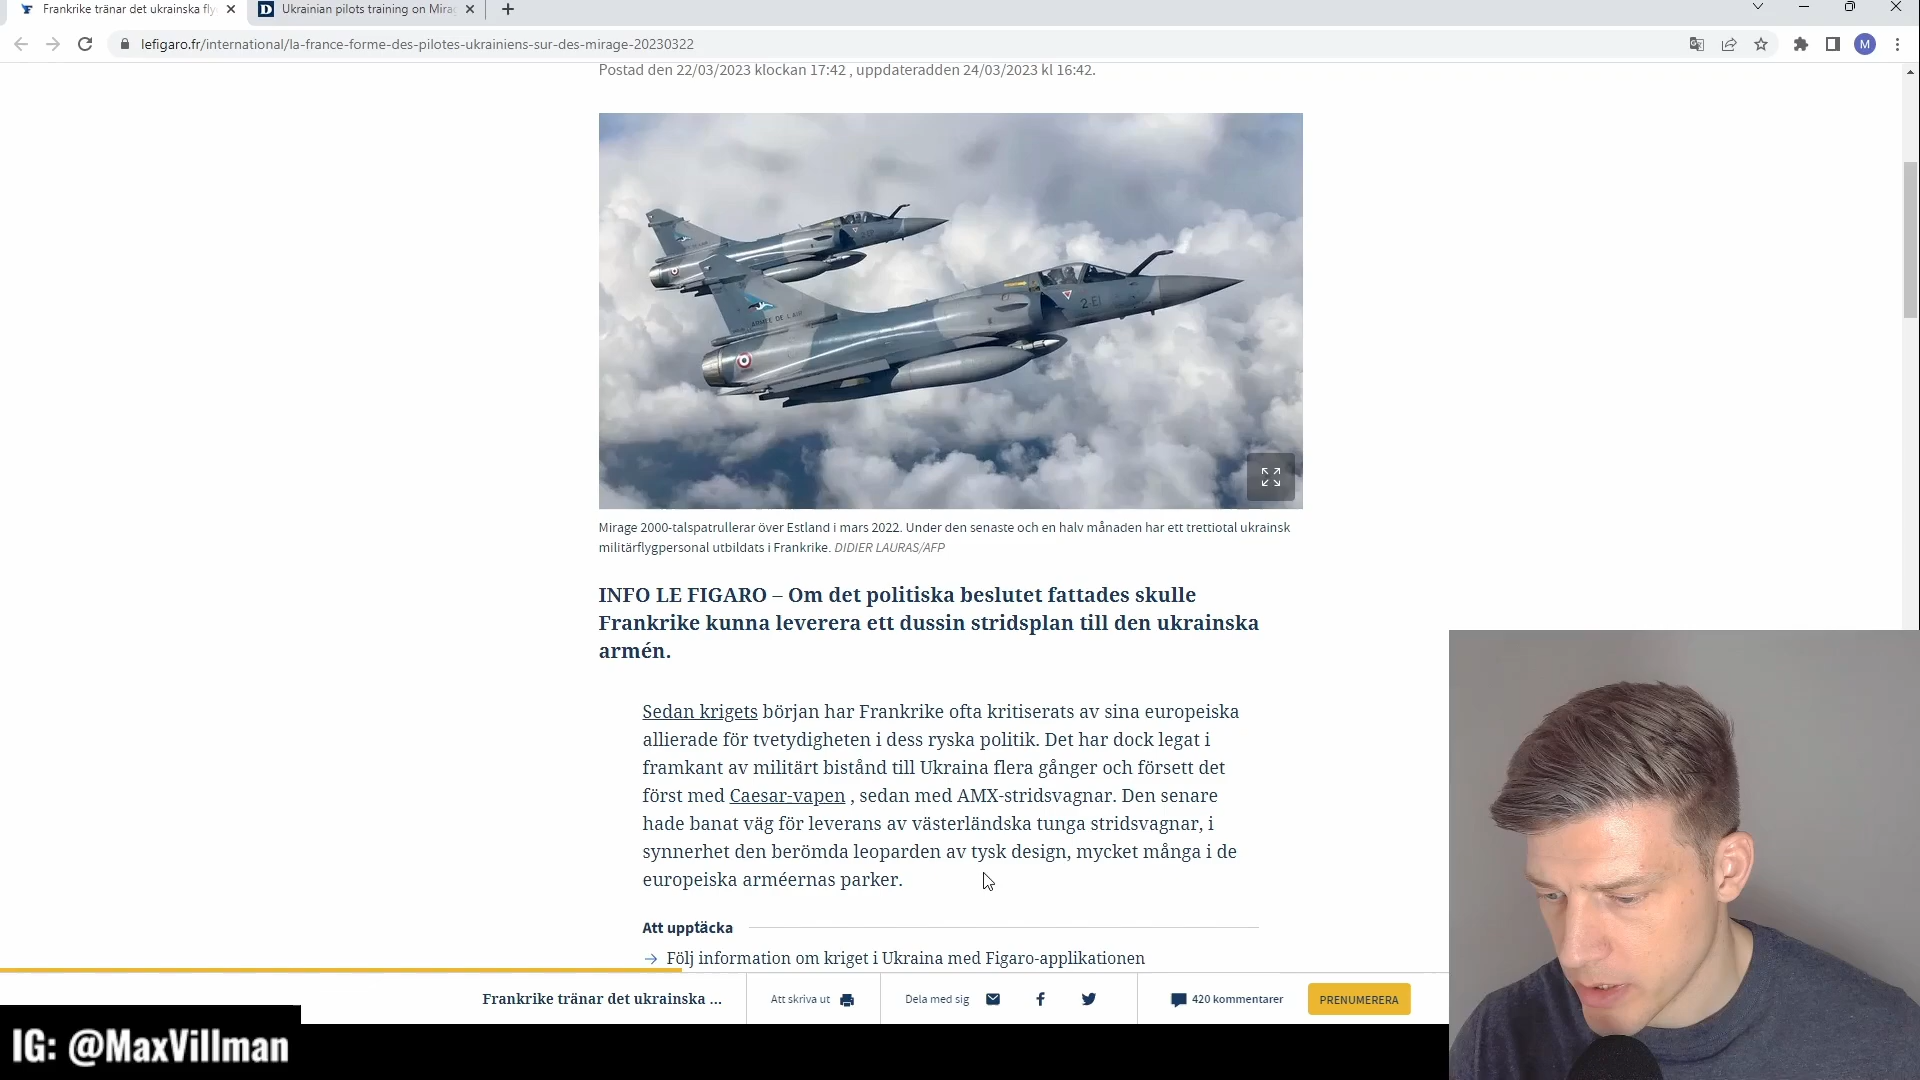 Frankrike tränar det ukrainska fly
Ukrainian pilots training on Mirag
lefigaro.fr/international/la-france-forme-des-pilotes-ukrainiens-sur-des-mirage-20230322
M
Postad den 22/03/2023 klockan 17:42 , uppdateradden 24/03/2023 kl 16:42.
ARMEE DE L'AIR
2-EI
Mirage 2000-talspatrullerar över Estland i mars 2022. Under den senaste och en halv månaden har ett trettiotal ukrainsk
militärflygpersonal utbildats i Frankrike. DIDIER LAURAS/AFP
INFO LE FIGARO – Om det politiska beslutet fattades skulle
Frankrike kunna leverera ett dussin stridsplan till den ukrainska
armén.
Sedan krigets början har Frankrike ofta kritiserats av sina europeiska
allierade för tvetydigheten i dess ryska politik. Det har dock legat i
framkant av militärt bistånd till Ukraina flera gånger och försett det
först med Caesar-vapen , sedan med AMX-stridsvagnar. Den senare
hade banat väg för leverans av västerländska tunga stridsvagnar, i
synnerhet den berömda leoparden av tysk design, mycket många i de
europeiska arméernas parker.
Att upptäcka
Följ information om kriget i Ukraina med Figaro-applikationen
Frankrike tränar det ukrainska ...
Att skriva ut
Dela med sig
420 kommentarer
PRENUMERERA
IG: @MaxVillman